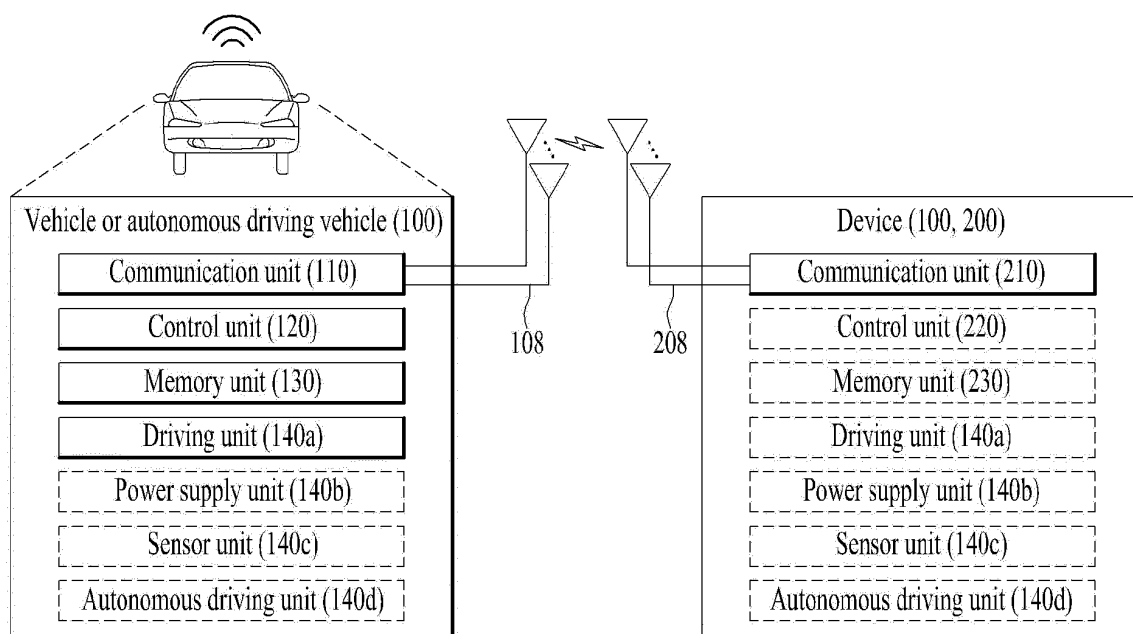 Vehicle or autonomous driving vehicle (100)
Communication unit (110)
Control unit (120)
Memory unit (130)
Driving unit (140a)
Power supply unit (140b)
Sensor unit (140c)
Autonomous driving unit (140d)
108
208
Device (100, 200)
Communication unit (210)
Control unit (220)
Memory unit (230)
Driving unit (140a)
Power supply unit (140b)
Sensor unit (140c)
Autonomous driving unit (140d)